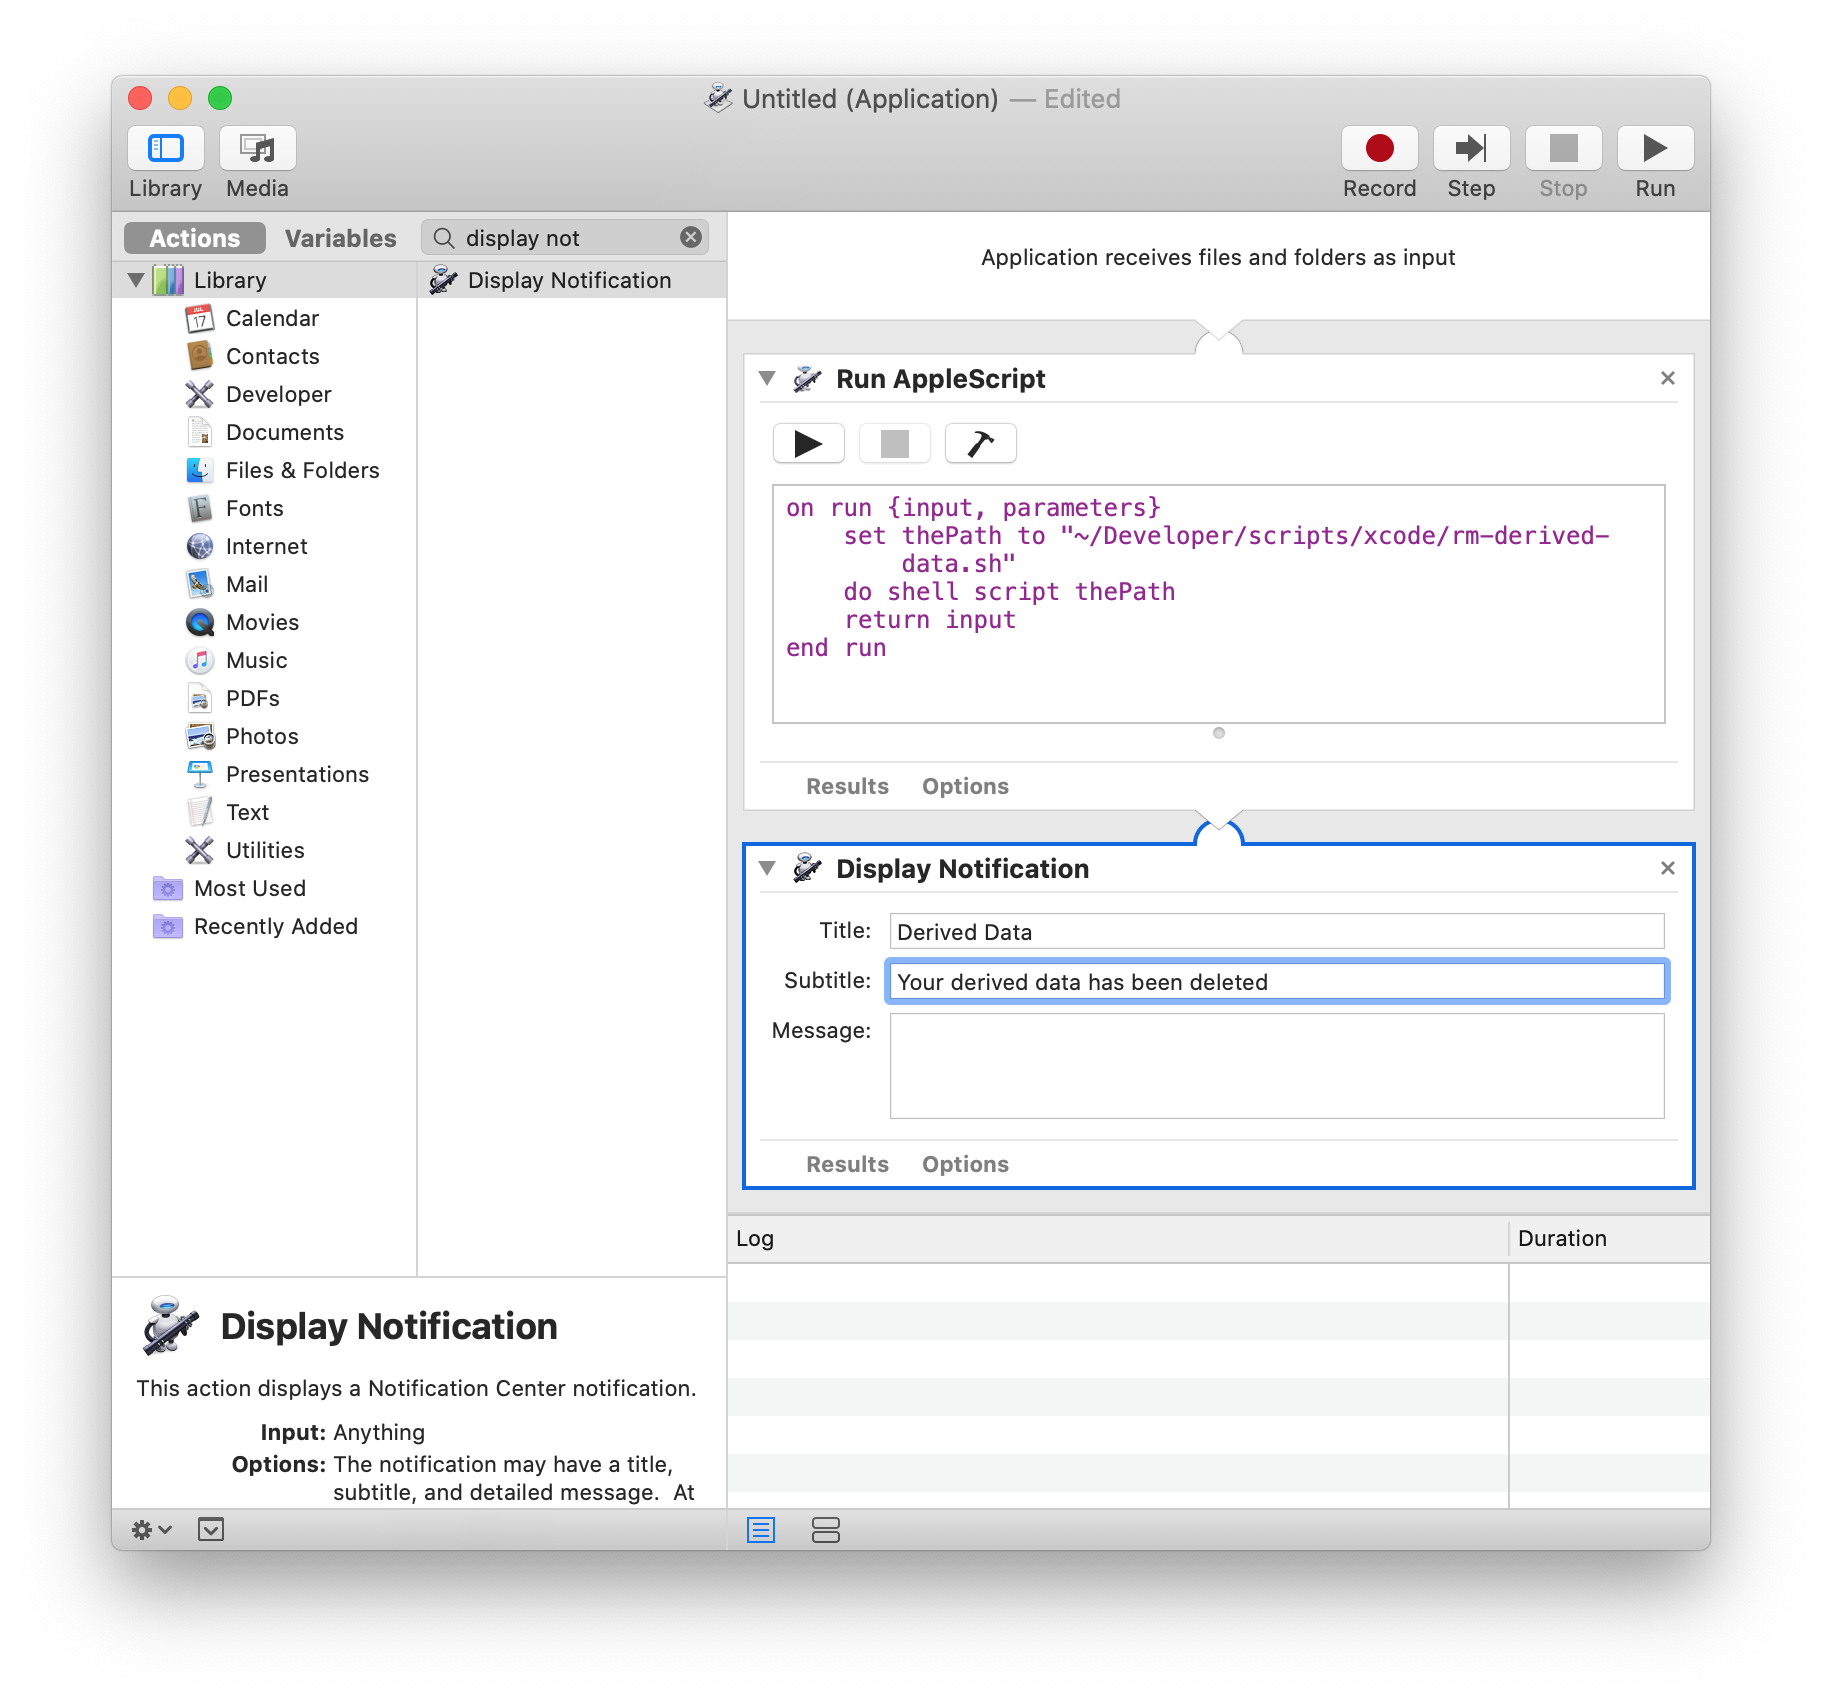 Untitled (Application) — Edited
Library
Media
Record
Step
Stop
Run
Actions
Variables
display not
Library
Calendar
Contacts
Developer
Documents
Files & Folders
Fonts
Internet
Mail
Movies
Music
PDFs
Photos
Presentations
Text
Utilities
Most Used
Recently Added
Display Notification
Application receives files and folders as input
Run AppleScript
on run {input, parameters}
set thePath to "~/Developer/scripts/xcode/rm-derived-
data.sh"
do shell script thePath
return input
end run
Results
Options
Display Notification
Title: Derived Data
Subtitle: Your derived data has been deleted
Message:
Results
Options
Log
Duration
Display Notification
This action displays a Notification Center notification.
Input: Anything
Options: The notification may have a title,
subtitle, and detailed message. At